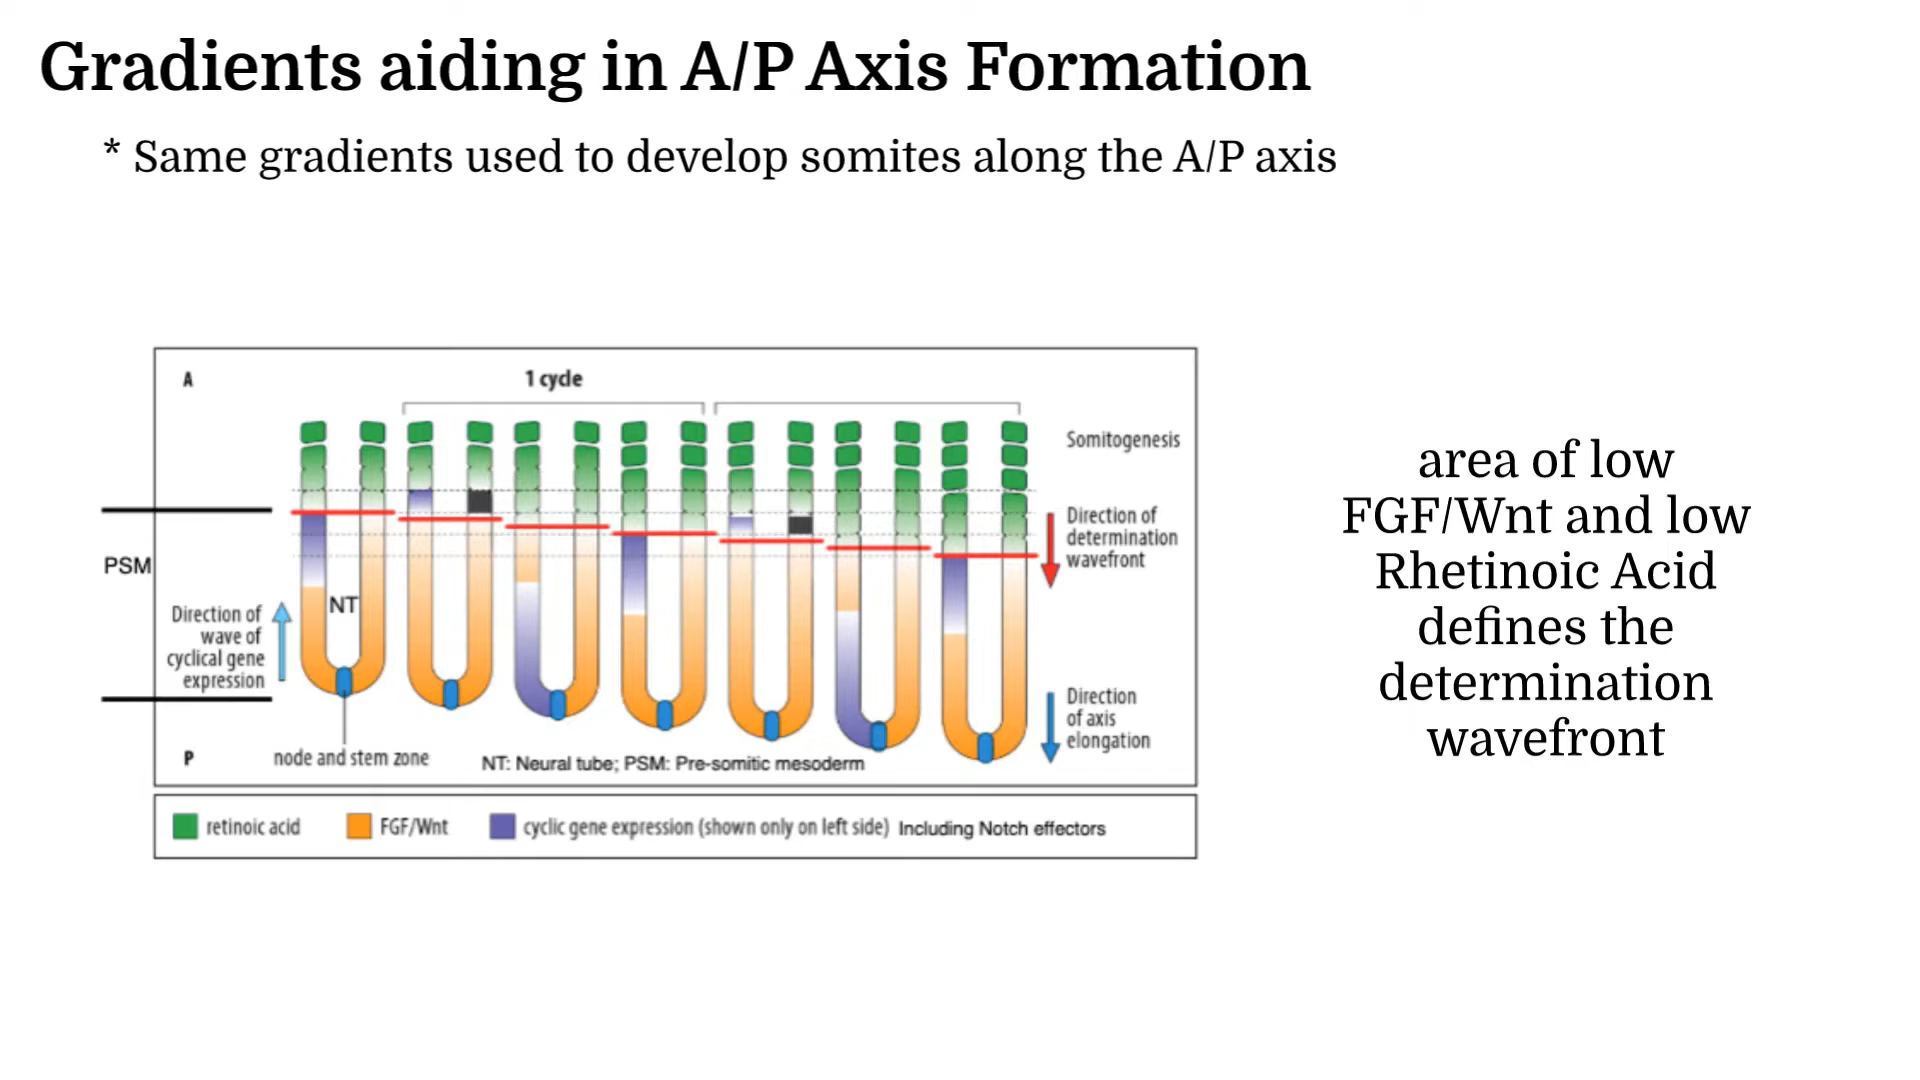 Gradients aiding in A/P Axis Formation
* Same gradients used to develop somites along the A/P axis
A
1 cycle
Somitogenesis
Direction of
determination
wavefront
PSM
NT
Direction of
wave of
cyclical gene
expression
Direction
of axis
elongation
P
node and stem zone
NT: Neural tube; PSM: Pre-somitic mesoderm
retinoic acid
FGF/Wnt
cyclic gene expression (shown only on left side) Including Notch effectors
area of low
FGF/Wnt and low
Rhetinoic Acid
defines the
determination
wavefront